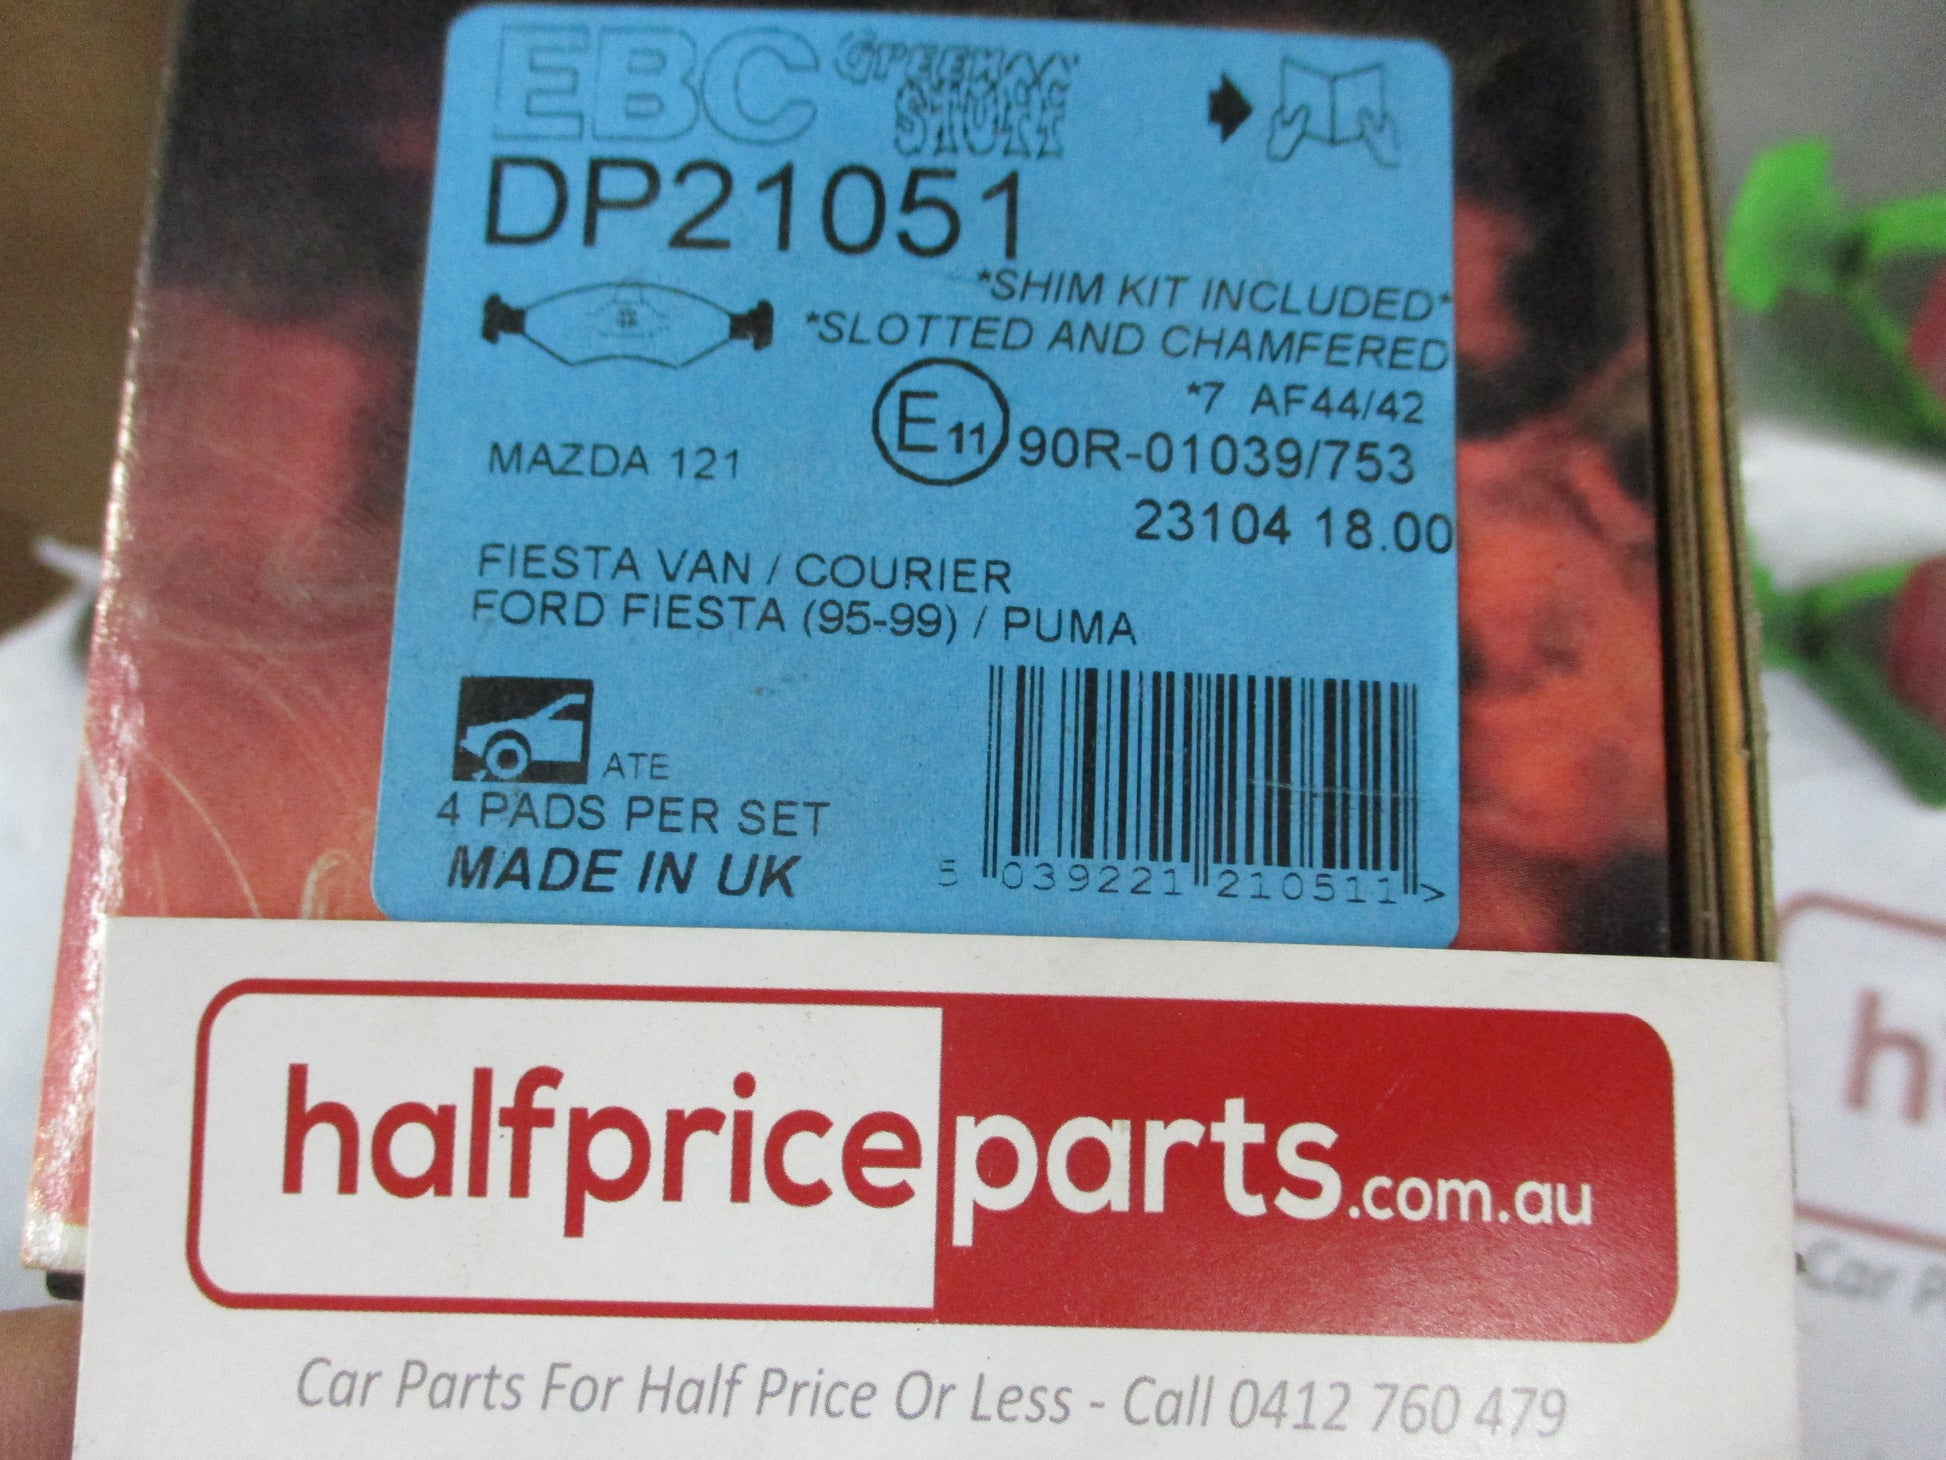 EBC GREENSTUFF
DP21051
*SHIM KIT INCLUDED*
*SLOTTED AND CHAMFERED
*7 AF44/42
E11 90R-01039/753
MAZDA 121
23104 18.00
FIESTA VAN / COURIER
FORD FIESTA (95-99) / PUMA
ATE
4 PADS PER SET
MADE IN UK
5 039221 210511 >
halfpriceparts.com.au
Car Parts For Half Price Or Less - Call 0412 760 479
h
Car P